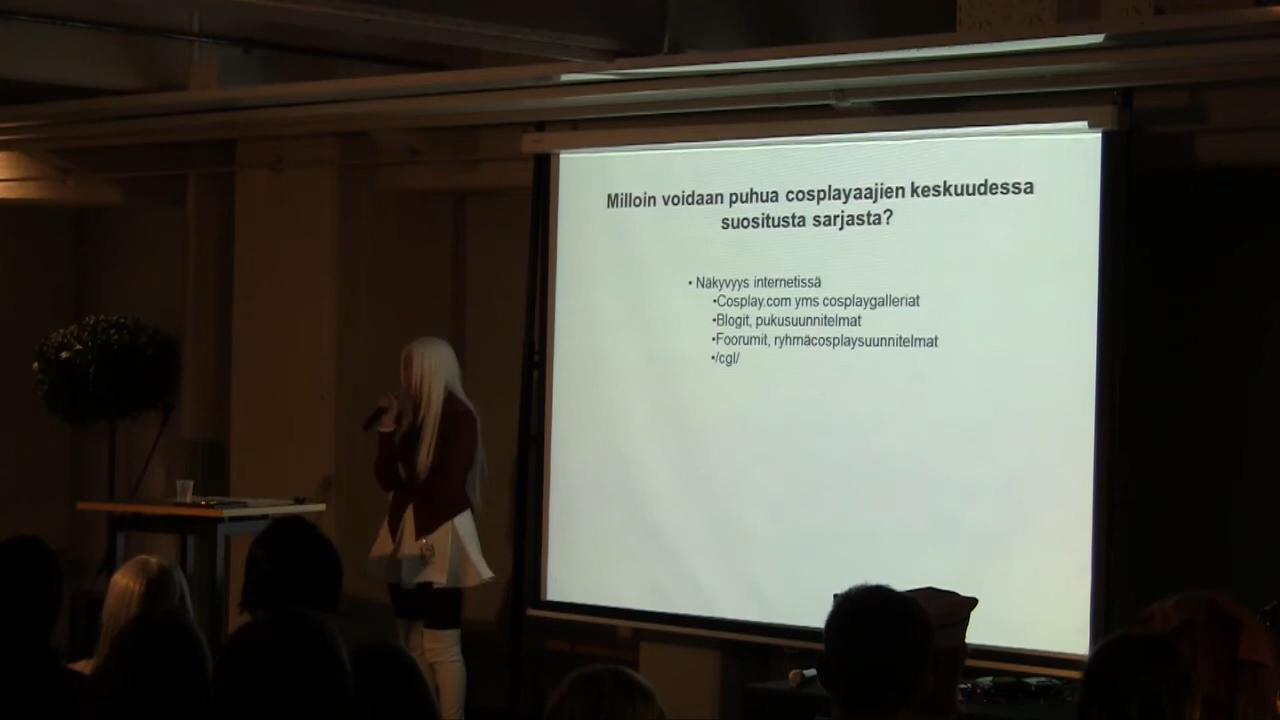 Milloin voidaan puhua cosplayaajien keskuudessa
suositusta sarjasta?
• Näkyvyys internetissä
•Cosplay.com yms cosplaygalleriat
•Blogit, pukusuunnitelmat
•Foorumit, ryhmäcosplaysuunnitelmat
•/cgl/